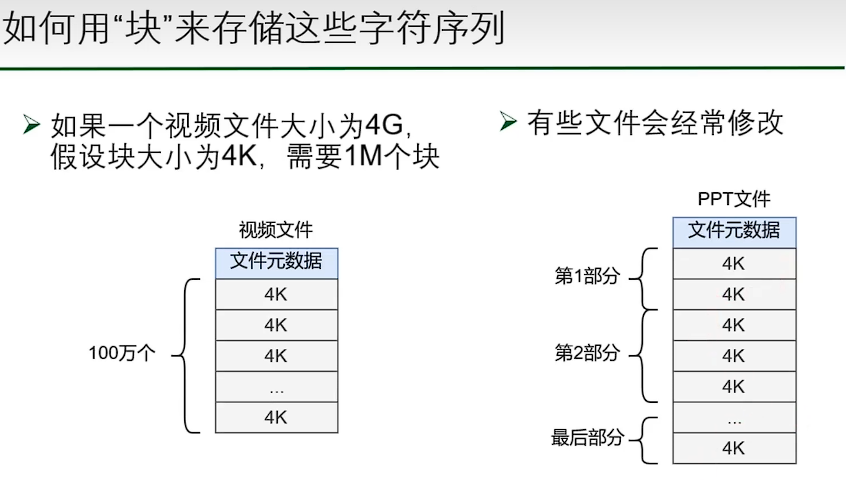 如何用“块”来存储这些字符序列
如果一个视频文件大小为4G，
假设块大小为4K，需要1M个块
视频文件
文件元数据
4K
4K
4K
...
4K
100万个
有些文件会经常修改
PPT文件
文件元数据
4K
4K
4K
4K
4K
...
4K
第1部分
第2部分
最后部分